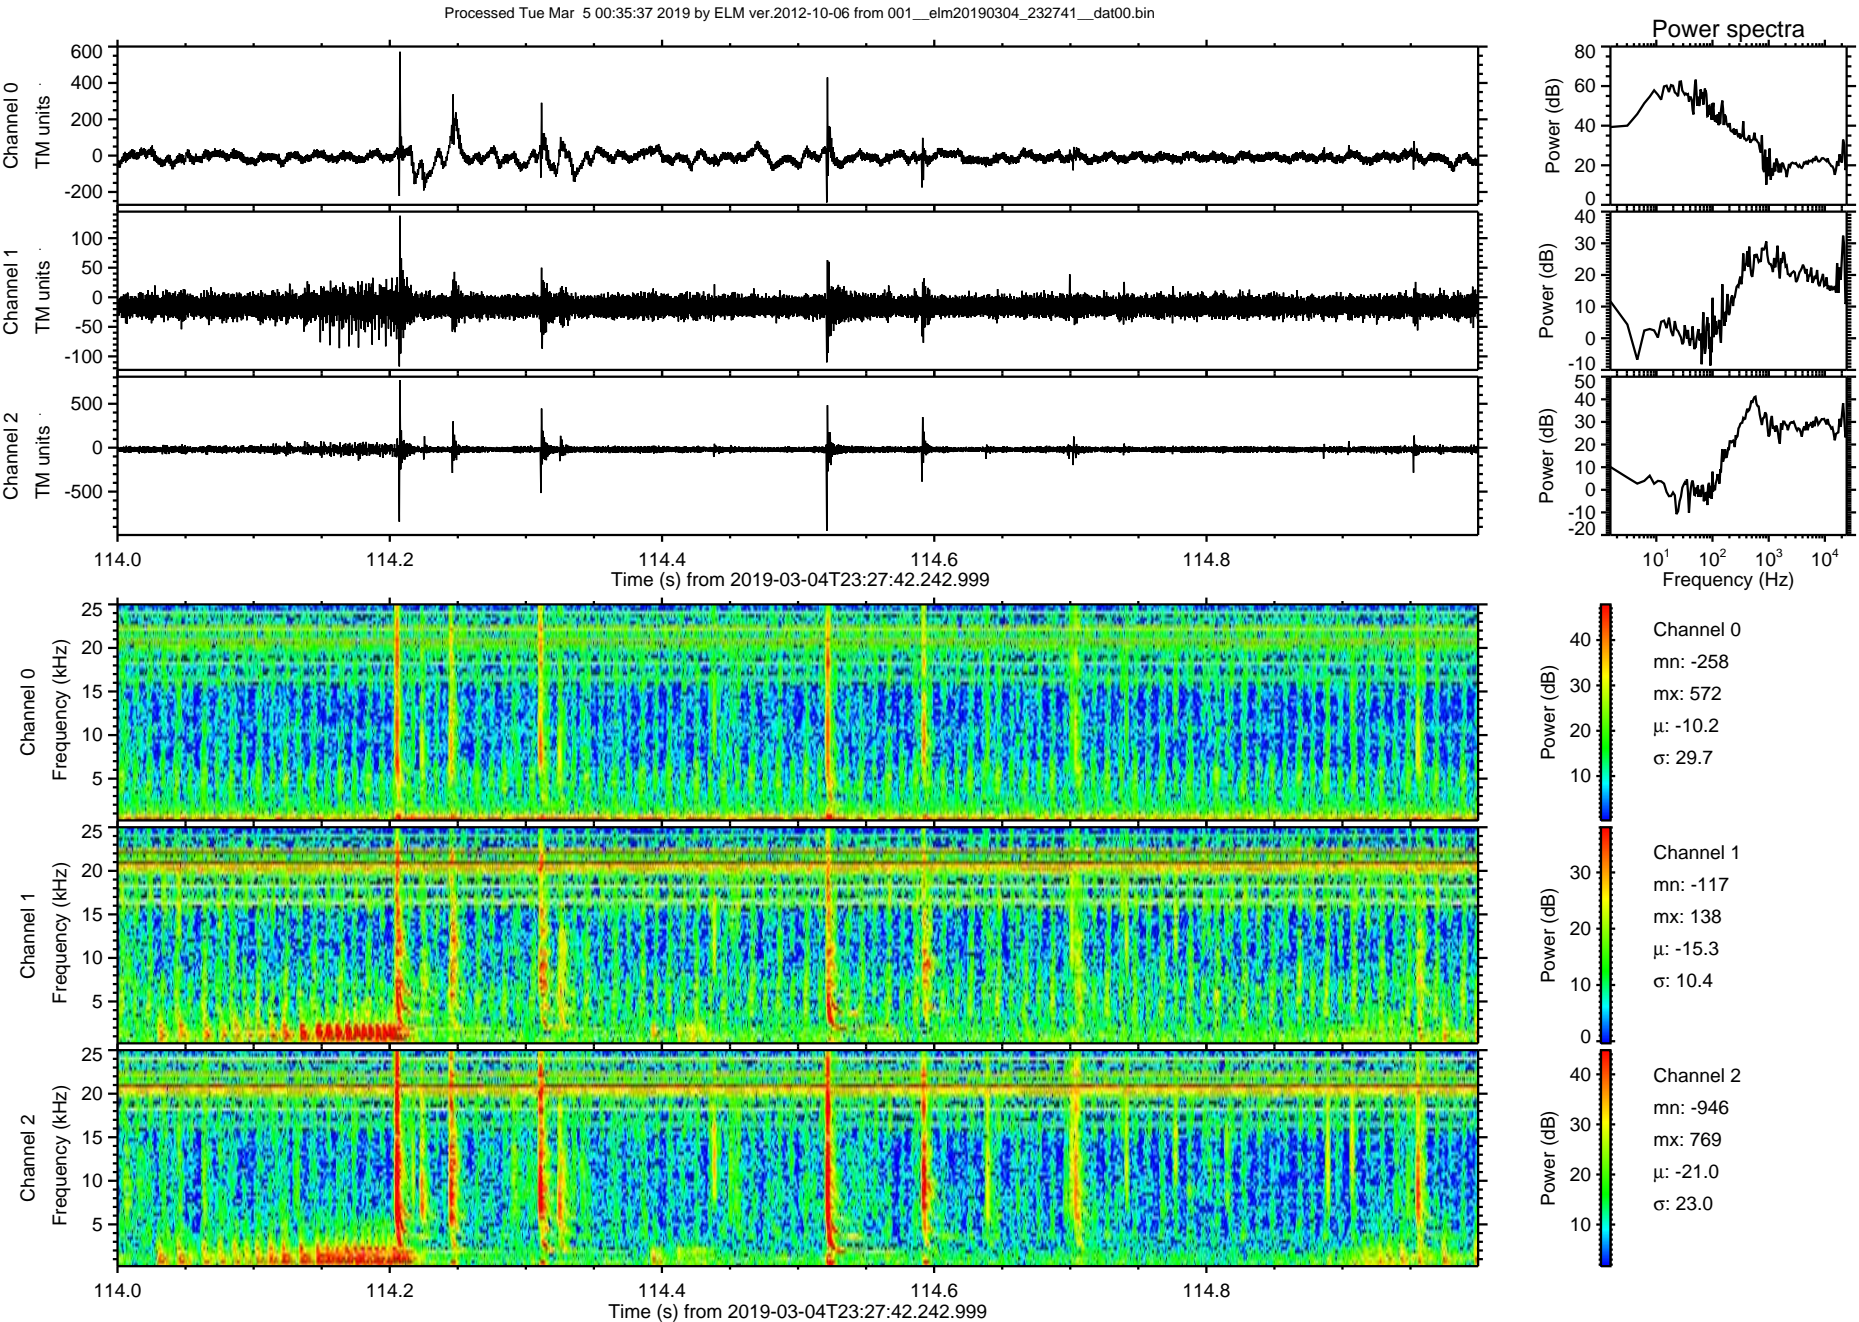 Processed Tue Mar  5 00:35:37 2019 by ELM ver.2012-10-06 from 001__elm20190304_232741__dat00.bin
Power spectra
Channel 0
TM units
600
400
200
0
-200
Power (dB)
80
60
40
20
0
Channel 1
TM units
100
50
0
-50
-100
Power (dB)
40
30
20
10
0
-10
Channel 2
TM units
500
0
-500
Power (dB)
50
40
30
20
10
0
-10
-20
114.0 114.2 114.4 114.6 114.8
Time (s) from 2019-03-04T23:27:42.242.999
10¹ 10² 10³ 10⁴
Frequency (Hz)
Channel 0
Frequency (kHz)
25
20
15
10
5
Power (dB)
40
30
20
10
Channel 0
mn: -258
mx: 572
μ: -10.2
σ: 29.7
Channel 1
Frequency (kHz)
25
20
15
10
5
Power (dB)
30
20
10
0
Channel 1
mn: -117
mx: 138
μ: -15.3
σ: 10.4
Channel 2
Frequency (kHz)
25
20
15
10
5
Power (dB)
40
30
20
10
Channel 2
mn: -946
mx: 769
μ: -21.0
σ: 23.0
114.0 114.2 114.4 114.6 114.8
Time (s) from 2019-03-04T23:27:42.242.999